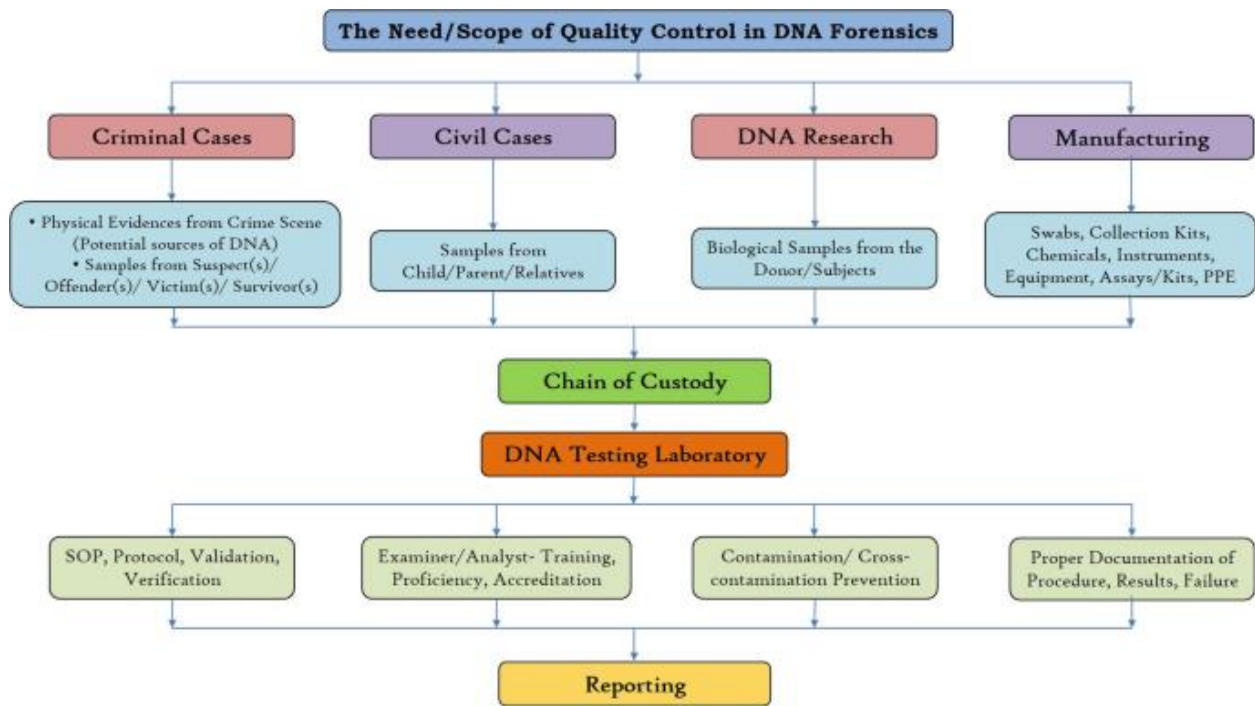 The Need/Scope of Quality Control in DNA Forensics
Criminal Cases
Civil Cases
DNA Research
Manufacturing
• Physical Evidences from Crime Scene
(Potential sources of DNA)
• Samples from Suspect(s)/
Offender(s)/ Victim(s)/ Survivor(s)
Samples from
Child/Parent/Relatives
Biological Samples from the
Donor/Subjects
Swabs, Collection Kits,
Chemicals, Instruments,
Equipment, Assays/Kits, PPE
Chain of Custody
DNA Testing Laboratory
SOP, Protocol, Validation,
Verification
Examiner/Analyst- Training,
Proficiency, Accreditation
Contamination/ Cross-
contamination Prevention
Proper Documentation of
Procedure, Results, Failure
Reporting